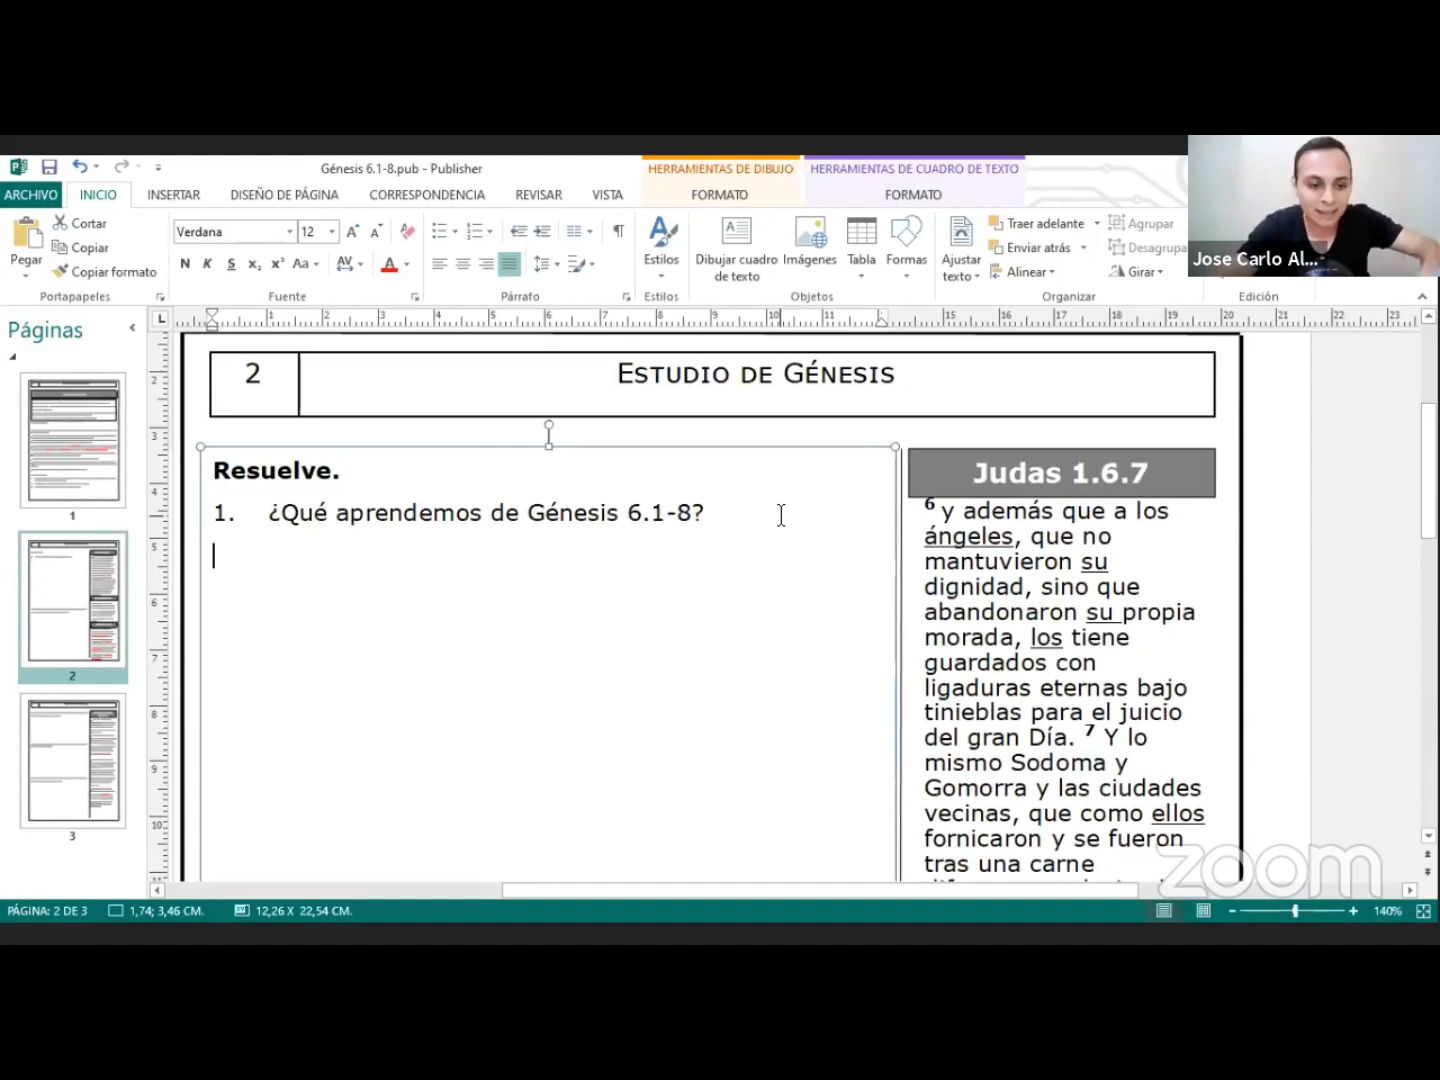 Génesis 6.1-8.pub - Publisher
HERRAMIENTAS DE DIBUJO
HERRAMIENTAS DE CUADRO DE TEXTO
ARCHIVO
INICIO
INSERTAR
DISEÑO DE PÁGINA
CORRESPONDENCIA
REVISAR
VISTA
FORMATO
FORMATO
Pegar
Cortar
Copiar
Copiar formato
Portapapeles
Verdana
12
N K S x₂ x² Aa AV A
Fuente
Párrafo
Estilos
Estilos
Dibujar cuadro
de texto
Imágenes
Tabla
Formas
Objetos
Ajustar
texto
Traer adelante
Enviar atrás
Alinear
Agrupar
Desagrupa
Girar
Organizar
Edición
Jose Carlo Al...
Páginas
1
2
3
2
ESTUDIO DE GÉNESIS
Resuelve.
1. ¿Qué aprendemos de Génesis 6.1-8?
Judas 1.6.7
6 y además que a los
ángeles, que no
mantuvieron su
dignidad, sino que
abandonaron su propia
morada, los tiene
guardados con
ligaduras eternas bajo
tinieblas para el juicio
del gran Día. 7 Y lo
mismo Sodoma y
Gomorra y las ciudades
vecinas, que como ellos
fornicaron y se fueron
tras una carne
zoom
PÁGINA: 2 DE 3
1,74; 3,46 CM.
12,26 X 22,54 CM.
140%